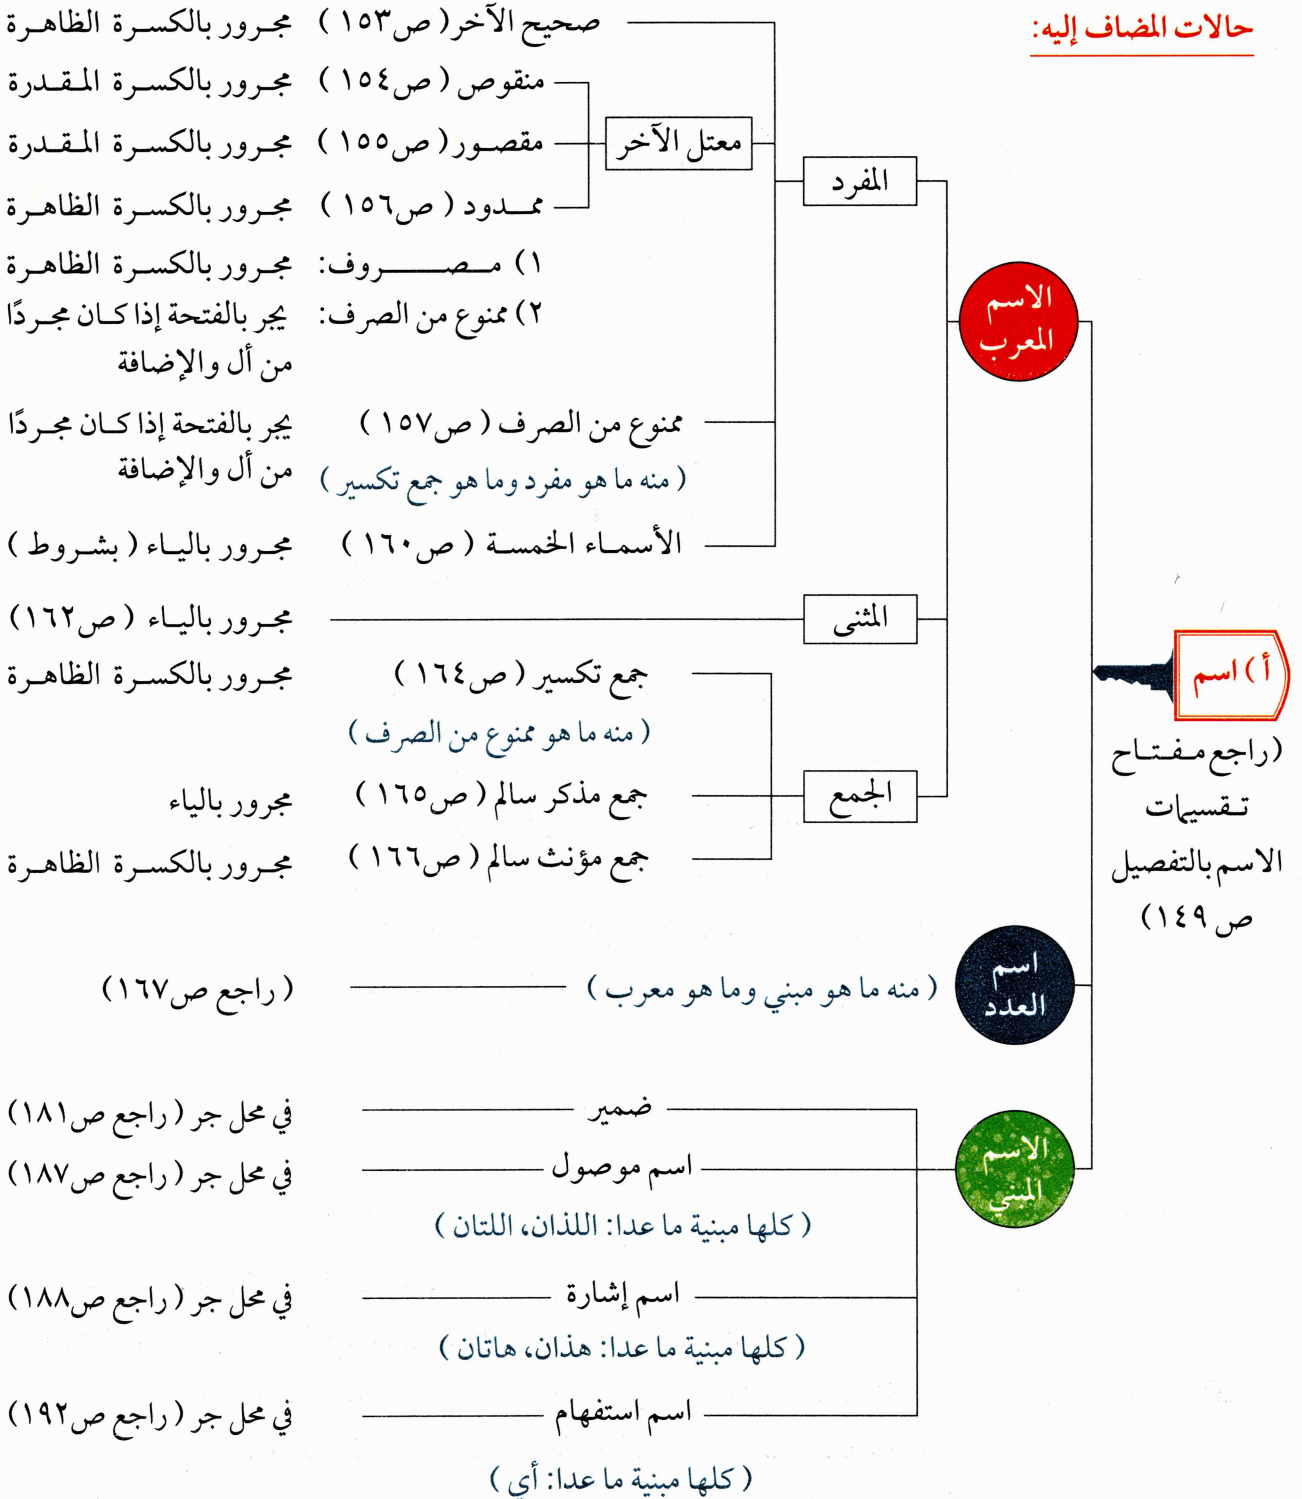 حالات المضاف إليه:
صحيح الآخر (ص١٥٣) مجرور بالكسرة الظاهرة
منقوص (ص١٥٤) مجرور بالكسرة المقدرة
معتل الآخر
مقصور (ص١٥٥) مجرور بالكسرة المقدرة
المفرد
ممدود (ص١٥٦) مجرور بالكسرة الظاهرة
١) مصروف: مجرور بالكسرة الظاهرة
٢) ممنوع من الصرف: يجر بالفتحة إذا كان مجردًا
من أل والإضافة
الاسم
المعرب
ممنوع من الصرف (ص١٥٧) يجر بالفتحة إذا كان مجردًا
من أل والإضافة
(منه ما هو مفرد وما هو جمع تكسير)
الأسماء الخمسة (ص١٦٠) مجرور بالياء (بشروط)
المثنى
مجرور بالياء (ص١٦٢)
أ) اسم
(راجع مفتاح
تقسيمات
الاسم بالتفصيل
ص ١٤٩)
جمع تكسير (ص١٦٤) مجرور بالكسرة الظاهرة
(منه ما هو ممنوع من الصرف)
الجمع
جمع مذكر سالم (ص١٦٥) مجرور بالياء
جمع مؤنث سالم (ص١٦٦) مجرور بالكسرة الظاهرة
اسم
العدد
(منه ما هو مبني وما هو معرب) (راجع ص١٦٧)
الاسم
المبني
ضمير في محل جر (راجع ص١٨١)
اسم موصول في محل جر (راجع ص١٨٧)
(كلها مبنية ما عدا: اللذان، اللتان)
اسم إشارة في محل جر (راجع ص١٨٨)
(كلها مبنية ما عدا: هذان، هاتان)
اسم استفهام في محل جر (راجع ص١٩٢)
(كلها مبنية ما عدا: أي)